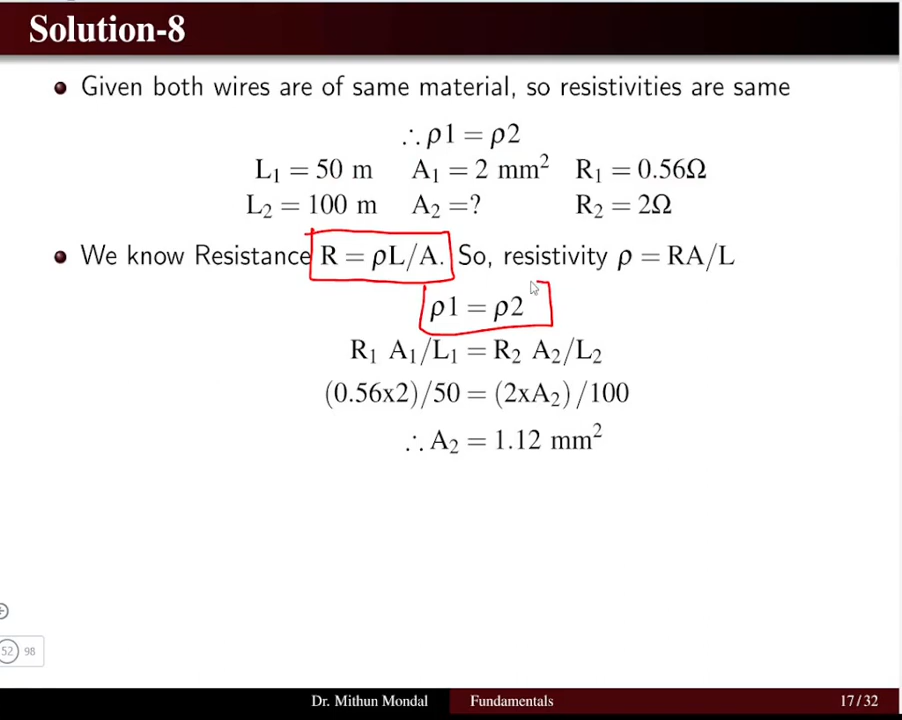 Solution-8
Given both wires are of same material, so resistivities are same
∴ρ1 = ρ2
L₁ = 50 m A₁ = 2 mm² R₁ = 0.56Ω
L₂ = 100 m A₂ =? R₂ = 2Ω
We know Resistance R = ρL/A. So, resistivity ρ = RA/L
ρ1 = ρ2
R₁ A₁/L₁ = R₂ A₂/L₂
(0.56x2)/50 = (2xA₂)/100
∴ A₂ = 1.12 mm²
52 98
Dr. Mithun Mondal Fundamentals 17/32